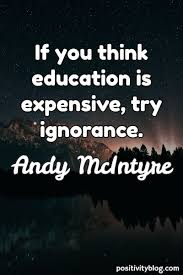 If you think
education is
expensive, try
ignorance.
Andy McIntyre
positivityblog.com